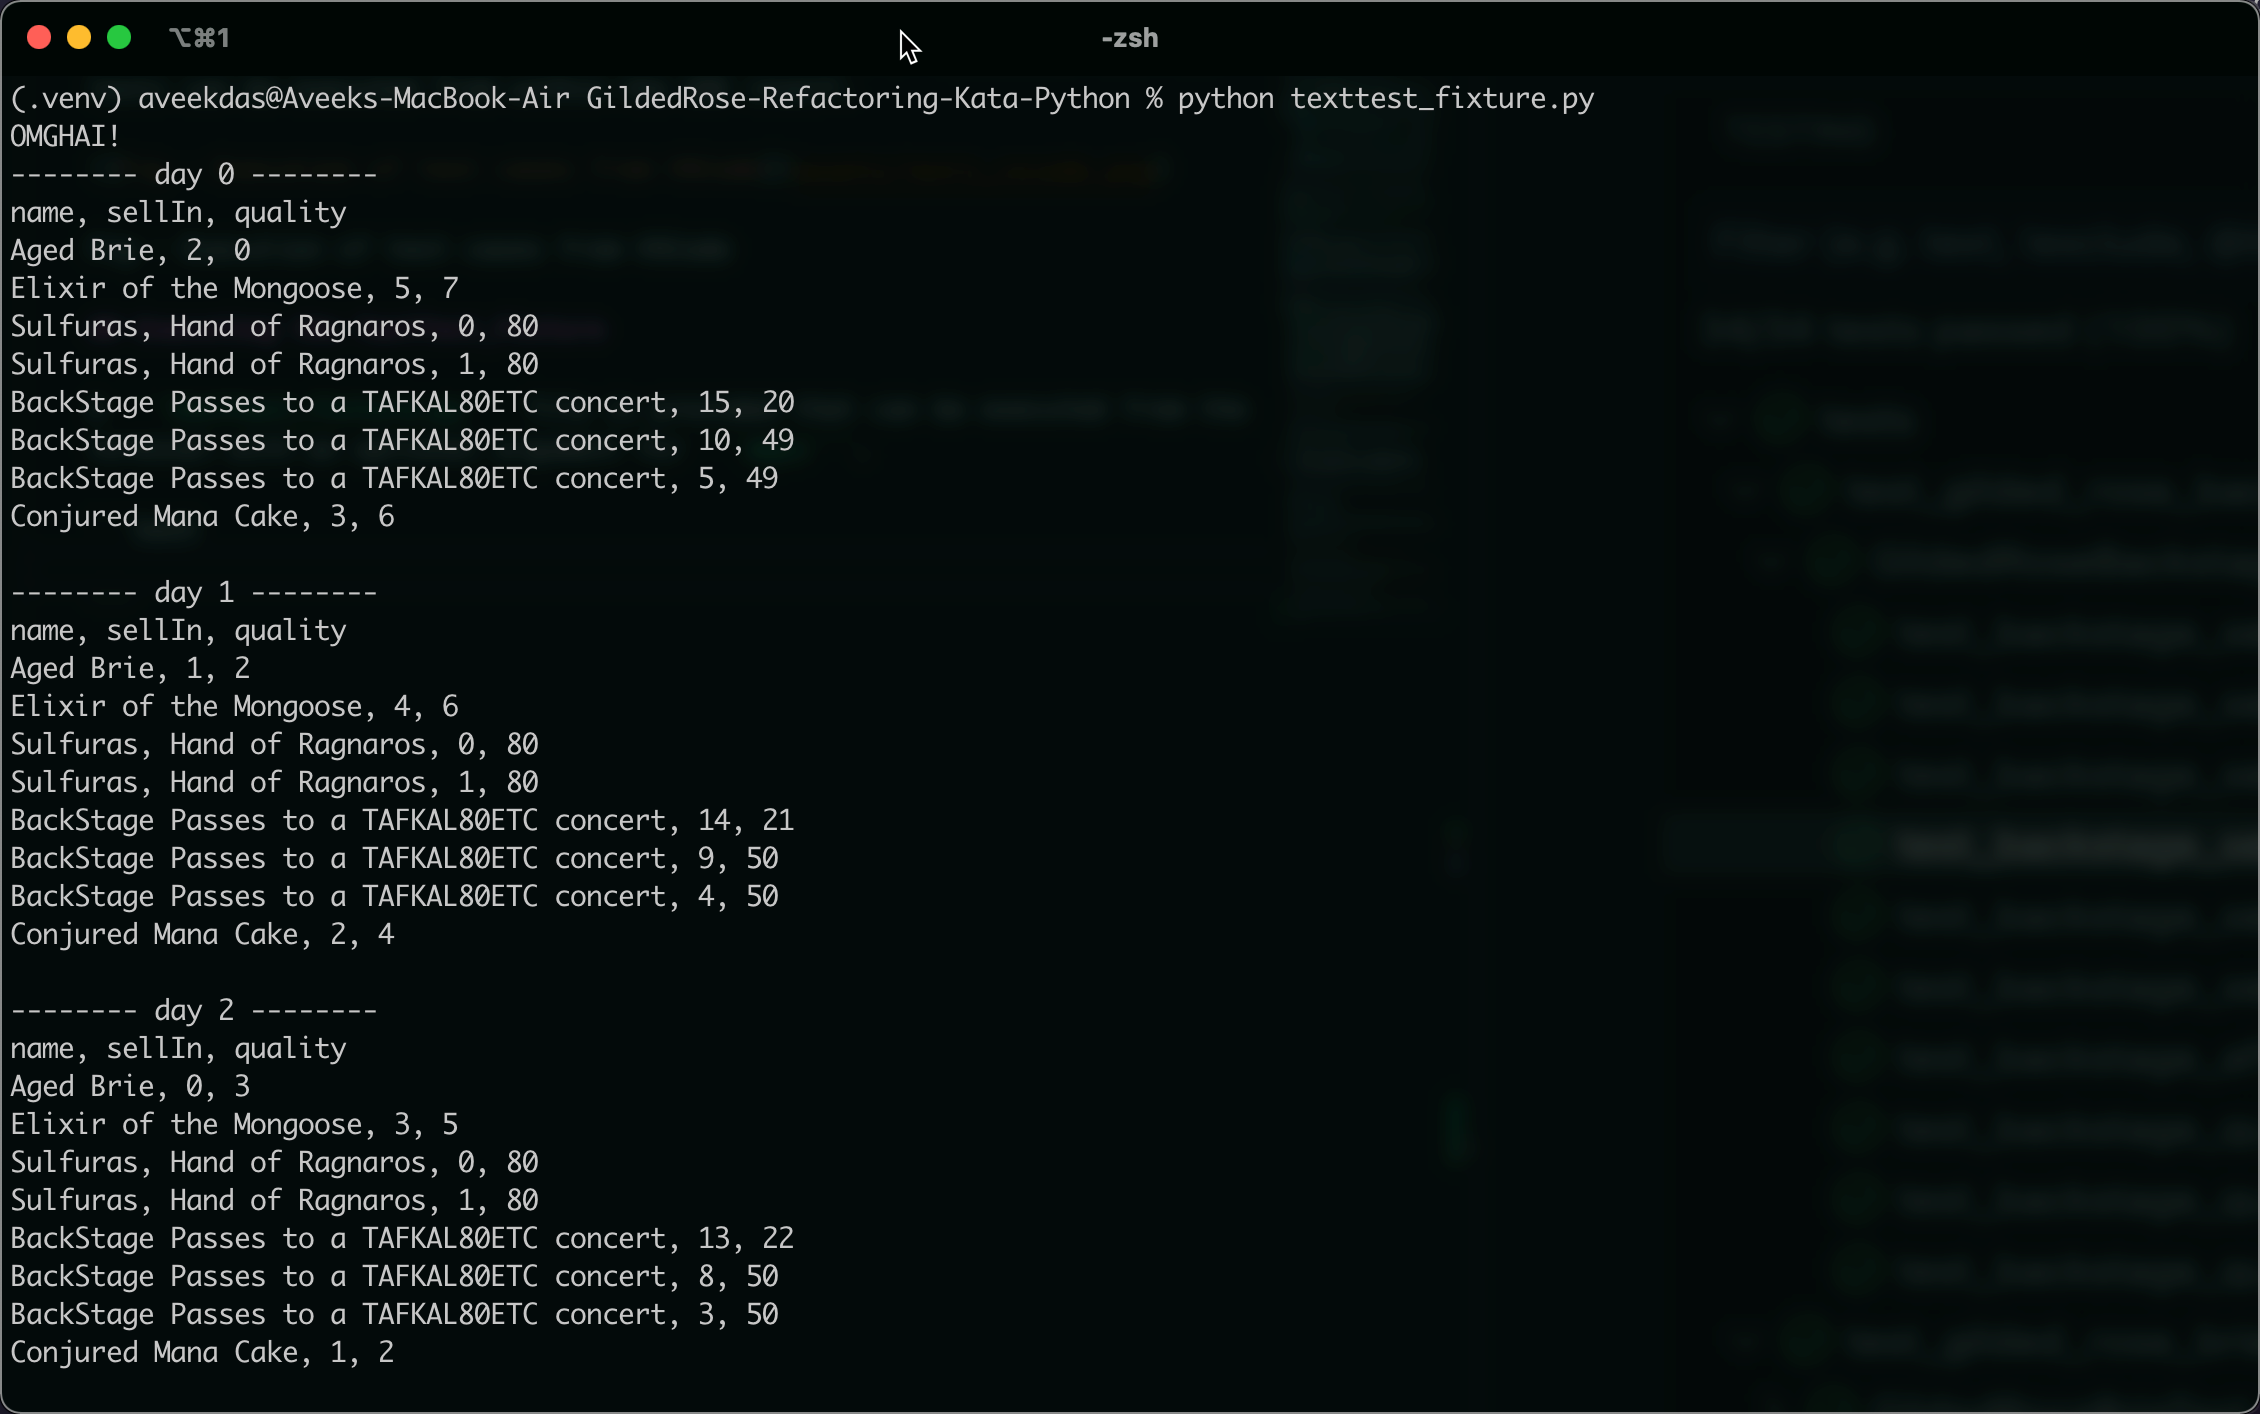 ⌥⌘1
-zsh
(.venv) aveekdas@Aveeks-MacBook-Air GildedRose-Refactoring-Kata-Python % python texttest_fixture.py
OMGHAI!
-------- day 0 --------
name, sellIn, quality
Aged Brie, 2, 0
Elixir of the Mongoose, 5, 7
Sulfuras, Hand of Ragnaros, 0, 80
Sulfuras, Hand of Ragnaros, 1, 80
BackStage Passes to a TAFKAL80ETC concert, 15, 20
BackStage Passes to a TAFKAL80ETC concert, 10, 49
BackStage Passes to a TAFKAL80ETC concert, 5, 49
Conjured Mana Cake, 3, 6
-------- day 1 --------
name, sellIn, quality
Aged Brie, 1, 2
Elixir of the Mongoose, 4, 6
Sulfuras, Hand of Ragnaros, 0, 80
Sulfuras, Hand of Ragnaros, 1, 80
BackStage Passes to a TAFKAL80ETC concert, 14, 21
BackStage Passes to a TAFKAL80ETC concert, 9, 50
BackStage Passes to a TAFKAL80ETC concert, 4, 50
Conjured Mana Cake, 2, 4
-------- day 2 --------
name, sellIn, quality
Aged Brie, 0, 3
Elixir of the Mongoose, 3, 5
Sulfuras, Hand of Ragnaros, 0, 80
Sulfuras, Hand of Ragnaros, 1, 80
BackStage Passes to a TAFKAL80ETC concert, 13, 22
BackStage Passes to a TAFKAL80ETC concert, 8, 50
BackStage Passes to a TAFKAL80ETC concert, 3, 50
Conjured Mana Cake, 1, 2